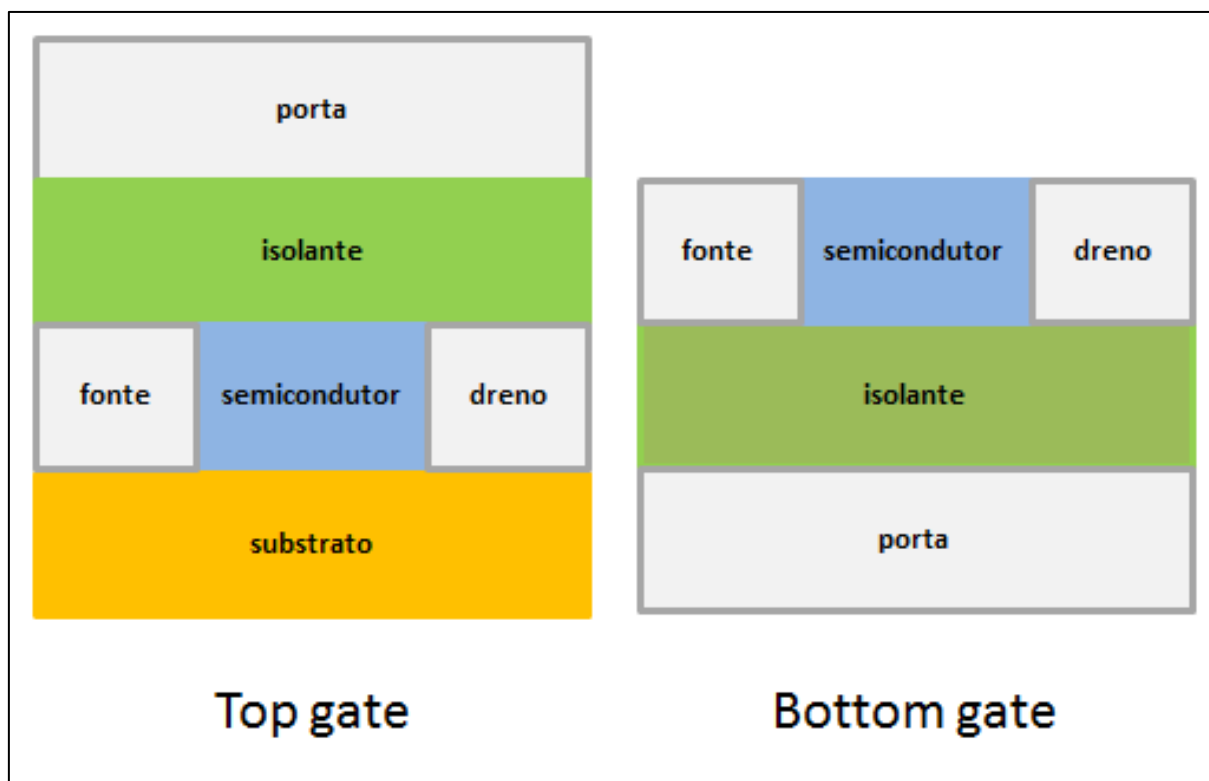 porta
isolante
fonte
semicondutor
dreno
substrato
Top gate
fonte
semicondutor
dreno
isolante
porta
Bottom gate